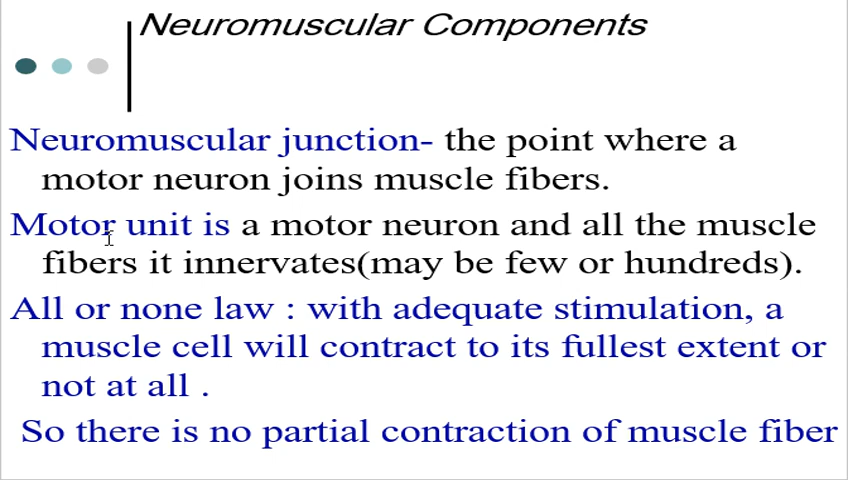 Neuromuscular Components
Neuromuscular junction- the point where a
motor neuron joins muscle fibers.
Motor unit is a motor neuron and all the muscle
fibers it innervates(may be few or hundreds).
All or none law : with adequate stimulation, a
muscle cell will contract to its fullest extent or
not at all .
So there is no partial contraction of muscle fiber